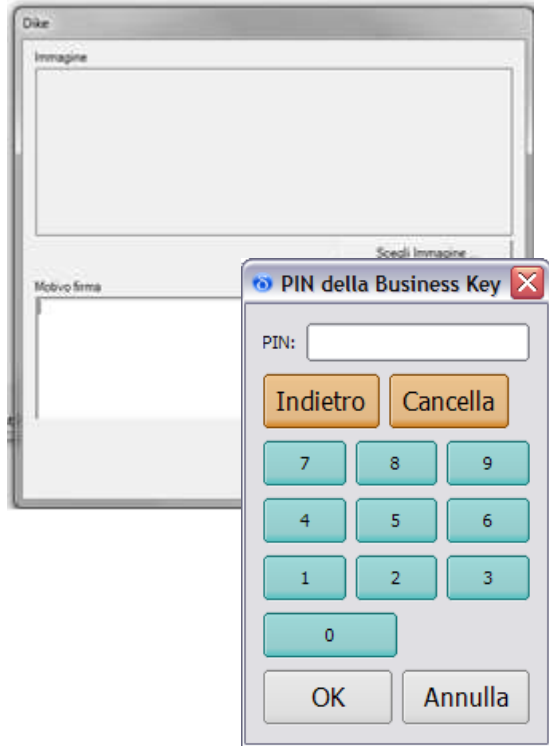 Dike
Immagine
Scegli Immagine ...
Motivo firma
PIN della Business Key
PIN:
Indietro Cancella
7 8 9
4 5 6
1 2 3
0
OK Annulla